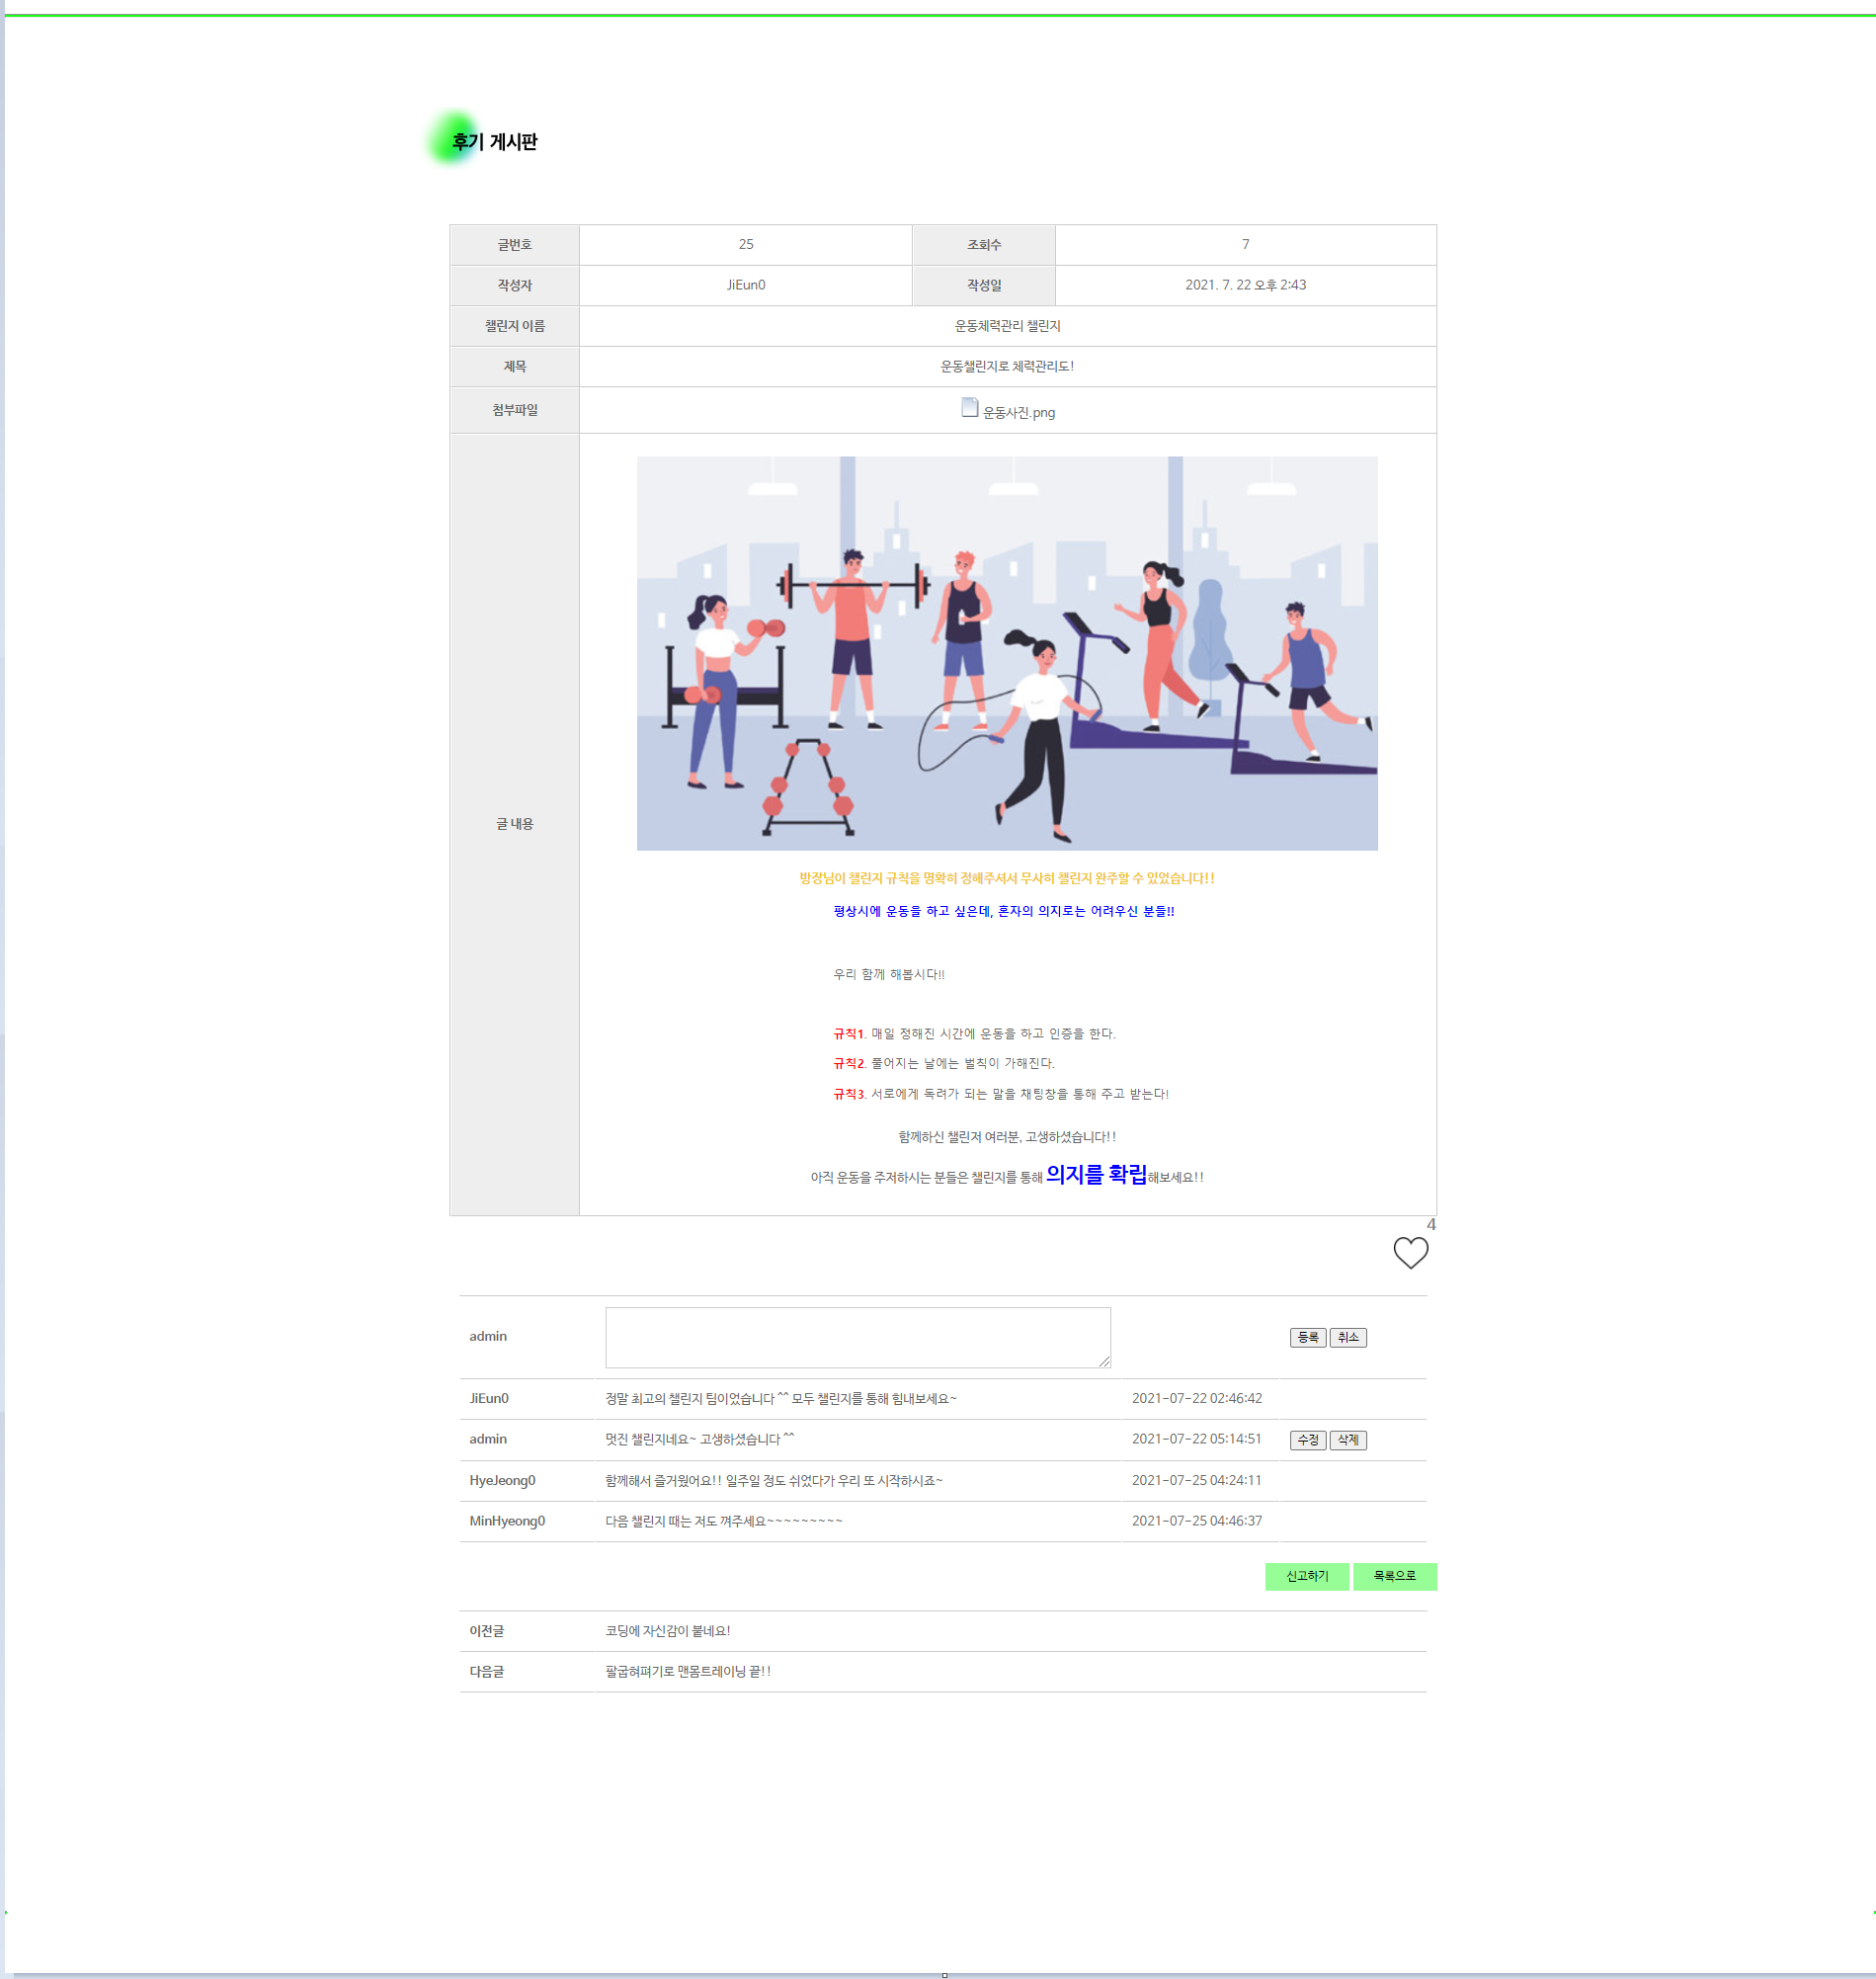 후기 게시판
글번호 25 조회수 7
작성자 JiEun0 작성일 2021. 7. 22 오후 2:43
챌린지 이름 운동체력관리 챌린지
제목 운동챌린지로 체력관리도!
첨부파일 운동사진.png
글 내용
방장님이 챌린지 규칙을 명확히 정해주셔서 무사히 챌린지 완주할 수 있었습니다!!
평상시에 운동을 하고 싶은데, 혼자의 의지로는 어려우신 분들!!
우리 함께 해봅시다!!
규칙1. 매일 정해진 시간에 운동을 하고 인증을 한다.
규칙2. 풀어지는 날에는 벌칙이 가해진다.
규칙3. 서로에게 독려가 되는 말을 채팅창을 통해 주고 받는다!
함께하신 챌린저 여러분, 고생하셨습니다!!
아직 운동을 주저하시는 분들은 챌린지를 통해 의지를 확립해보세요!!
4
admin 등록 취소
JiEun0 정말 최고의 챌린지 팀이었습니다 ^^ 모두 챌린지를 통해 힘내보세요~ 2021-07-22 02:46:42
admin 멋진 챌린지네요~ 고생하셨습니다 ^^ 2021-07-22 05:14:51 수정 삭제
HyeJeong0 함께해서 즐거웠어요!! 일주일 정도 쉬었다가 우리 또 시작하시죠~ 2021-07-25 04:24:11
MinHyeong0 다음 챌린지 때는 저도 껴주세요~~~~~~~~~ 2021-07-25 04:46:37
신고하기 목록으로
이전글 코딩에 자신감이 붙네요!
다음글 팔굽혀펴기로 맨몸트레이닝 끝!!